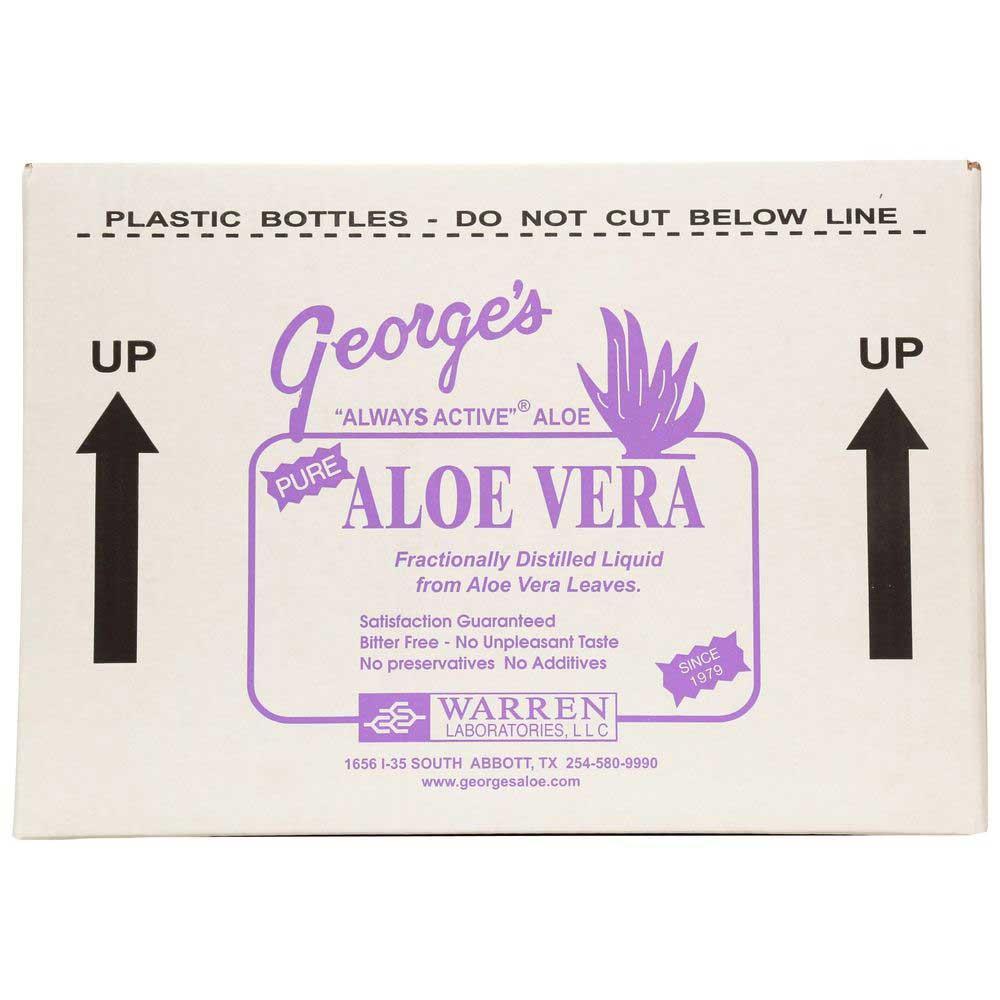 PLASTIC BOTTLES - DO NOT CUT BELOW LINE
UP
UP
George's
"ALWAYS ACTIVE"® ALOE
PURE
ALOE VERA
Fractionally Distilled Liquid
from Aloe Vera Leaves.
Satisfaction Guaranteed
Bitter Free - No Unpleasant Taste
No preservatives No Additives
SINCE
1979
WARREN
LABORATORIES, LLC
1656 I-35 SOUTH ABBOTT, TX 254-580-9990
www.georgesaloe.com